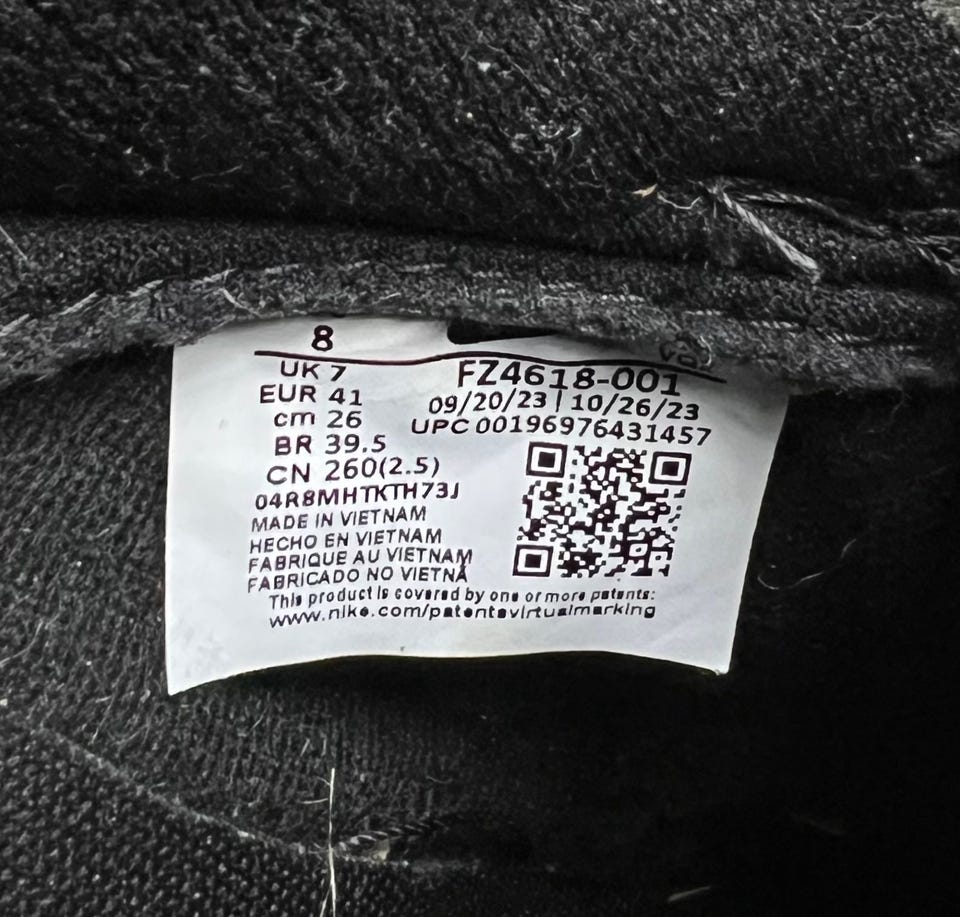 8
UK 7
EUR 41
cm 26
BR 39.5
CN 260(2.5)
04R8MHTKTH73J
MADE IN VIETNAM
HECHO EN VIETNAM
FABRIQUE AU VIETNAM
FABRICADO NO VIETNÃ
FZ4618-001
09/20/23 | 10/26/23
UPC 00196976431457
This product is covered by one or more patents:
www.nike.com/patentsvirtualmarking